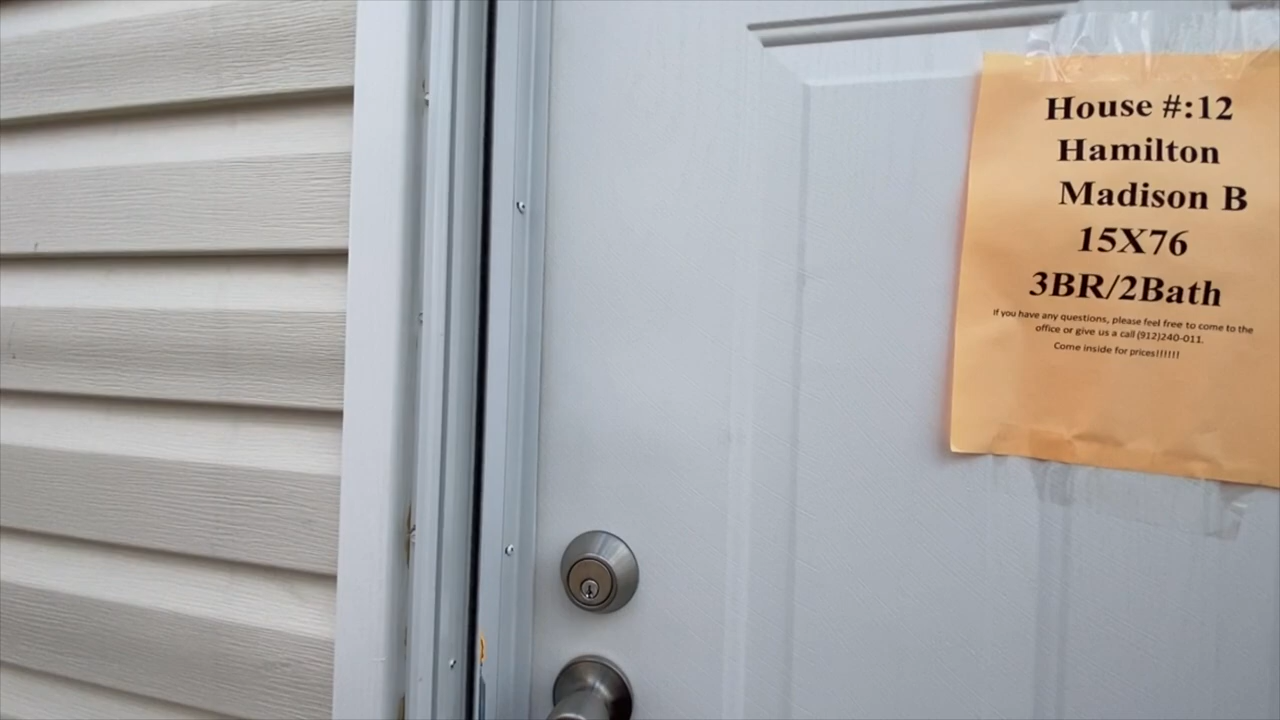 House #:12
Hamilton
Madison B
15X76
3BR/2Bath
If you have any questions, please feel free to come to the
office or give us a call (912)240-011.
Come inside for prices!!!!!!